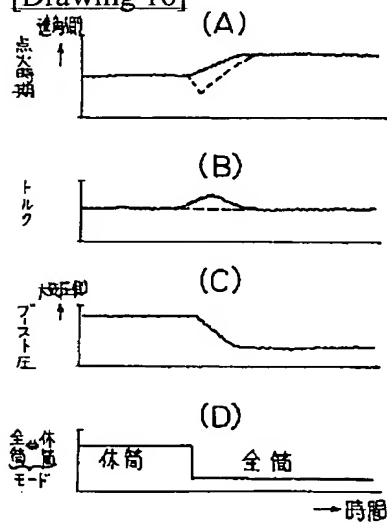 [Drawing 10]
(A)
進角側
点火時期
(B)
トルク
(C)
大気圧側
ブースト圧
(D)
全筒⇔休筒
モード
休筒
全筒
→時間